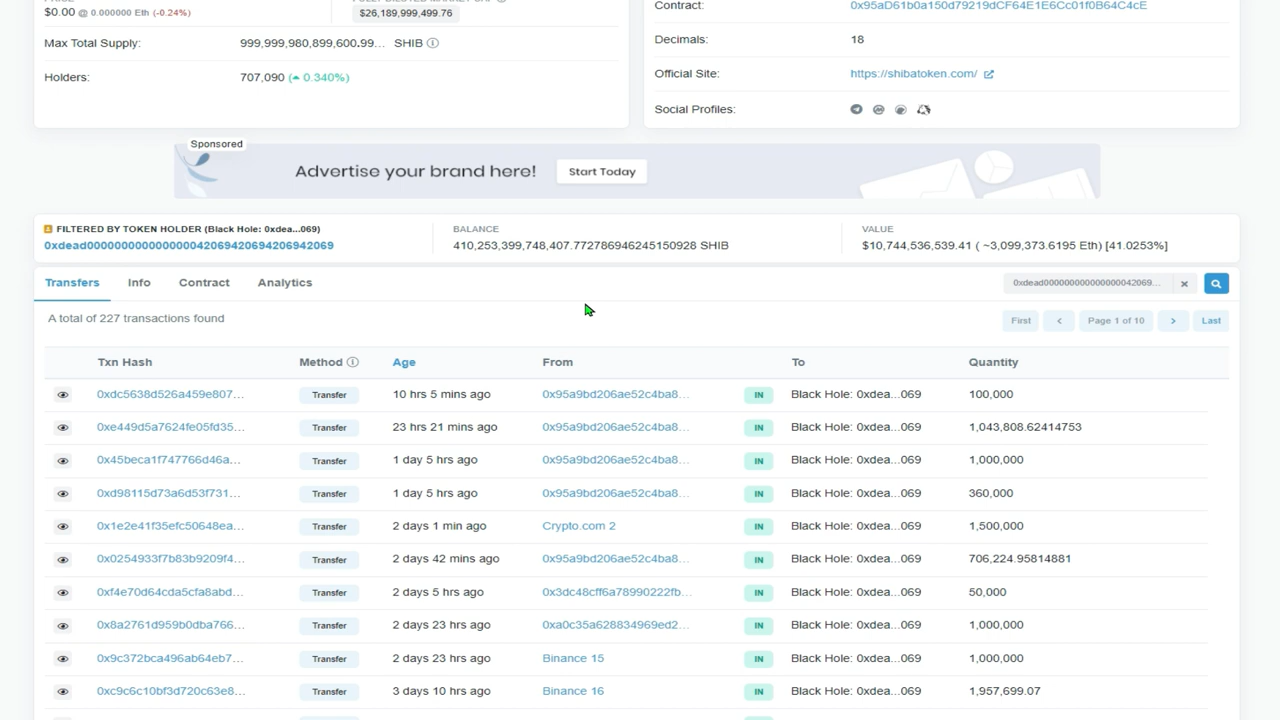 $0.00 @ 0.000000 Eth (-0.24%)
$26,189,999,499.76
Max Total Supply: 999,999,980,899,600.99... SHIB
Holders: 707,090 (0.340%)
Contract: 0x95aD61b0a150d79219dCF64E1E6Cc01f0B64C4cE
Decimals: 18
Official Site: https://shibatoken.com/
Social Profiles:
Sponsored
Advertise your brand here! Start Today
FILTERED BY TOKEN HOLDER (Black Hole: 0xdea...069)
0xdead000000000000000042069420694206942069
BALANCE
410,253,399,748,407.772786946245150928 SHIB
VALUE
$10,744,536,539.41 ( ~3,099,373.6195 Eth) [41.0253%]
Transfers Info Contract Analytics
0xdead000000000000000042069...
A total of 227 transactions found
First < Page 1 of 10 > Last
Txn Hash Method Age From To Quantity
0xdc5638d526a459e807... Transfer 10 hrs 5 mins ago 0x95a9bd206ae52c4ba8... IN Black Hole: 0xdea...069 100,000
0xe449d5a7624fe05fd35... Transfer 23 hrs 21 mins ago 0x95a9bd206ae52c4ba8... IN Black Hole: 0xdea...069 1,043,808.62414753
0x45beca1f747766d46a... Transfer 1 day 5 hrs ago 0x95a9bd206ae52c4ba8... IN Black Hole: 0xdea...069 1,000,000
0xd98115d73a6d53f731... Transfer 1 day 5 hrs ago 0x95a9bd206ae52c4ba8... IN Black Hole: 0xdea...069 360,000
0x1e2e41f35efc50648ea... Transfer 2 days 1 min ago Crypto.com 2 IN Black Hole: 0xdea...069 1,500,000
0x0254933f7b83b9209f4... Transfer 2 days 42 mins ago 0x95a9bd206ae52c4ba8... IN Black Hole: 0xdea...069 706,224.95814881
0xf4e70d64cda5cfa8abd... Transfer 2 days 5 hrs ago 0x3dc48cff6a78990222fb... IN Black Hole: 0xdea...069 50,000
0x8a2761d959b0dba766... Transfer 2 days 23 hrs ago 0xa0c35a628834969ed2... IN Black Hole: 0xdea...069 1,000,000
0x9c372bca496ab64eb7... Transfer 2 days 23 hrs ago Binance 15 IN Black Hole: 0xdea...069 1,000,000
0xc9c6c10bf3d720c63e8... Transfer 3 days 10 hrs ago Binance 16 IN Black Hole: 0xdea...069 1,957,699.07